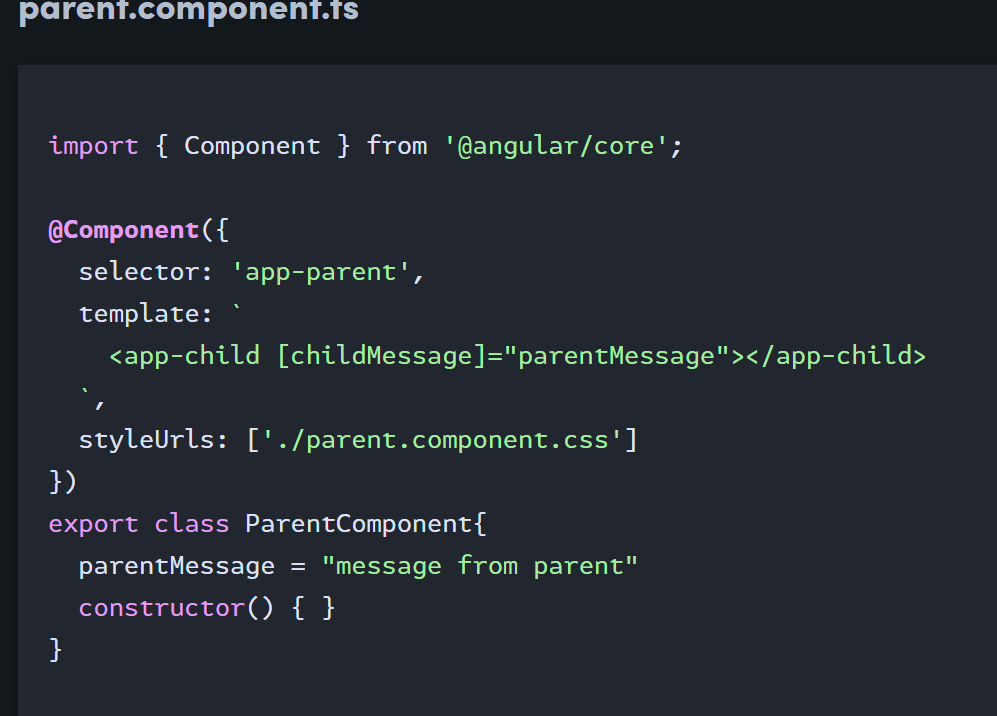 parent.component.ts
import { Component } from '@angular/core';
@Component({
  selector: 'app-parent',
  template: `
    <app-child [childMessage]="parentMessage"></app-child>
  `,
  styleUrls: ['./parent.component.css']
})
export class ParentComponent{
  parentMessage = "message from parent"
  constructor() { }
}